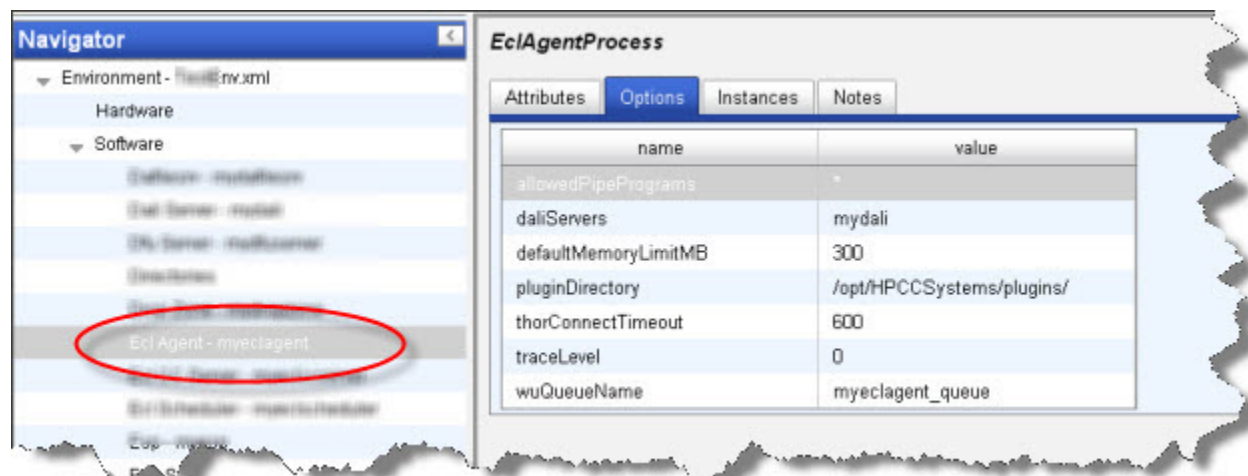 Navigator
Environment - nv.xml
Hardware
Software
Directories
Ecl Agent - myeclagent
EclAgentProcess
Attributes Options Instances Notes
name value
allowedPipePrograms *
daliServers mydali
defaultMemoryLimitMB 300
pluginDirectory /opt/HPCCSystems/plugins/
thorConnectTimeout 600
traceLevel 0
wuQueueName myeclagent_queue